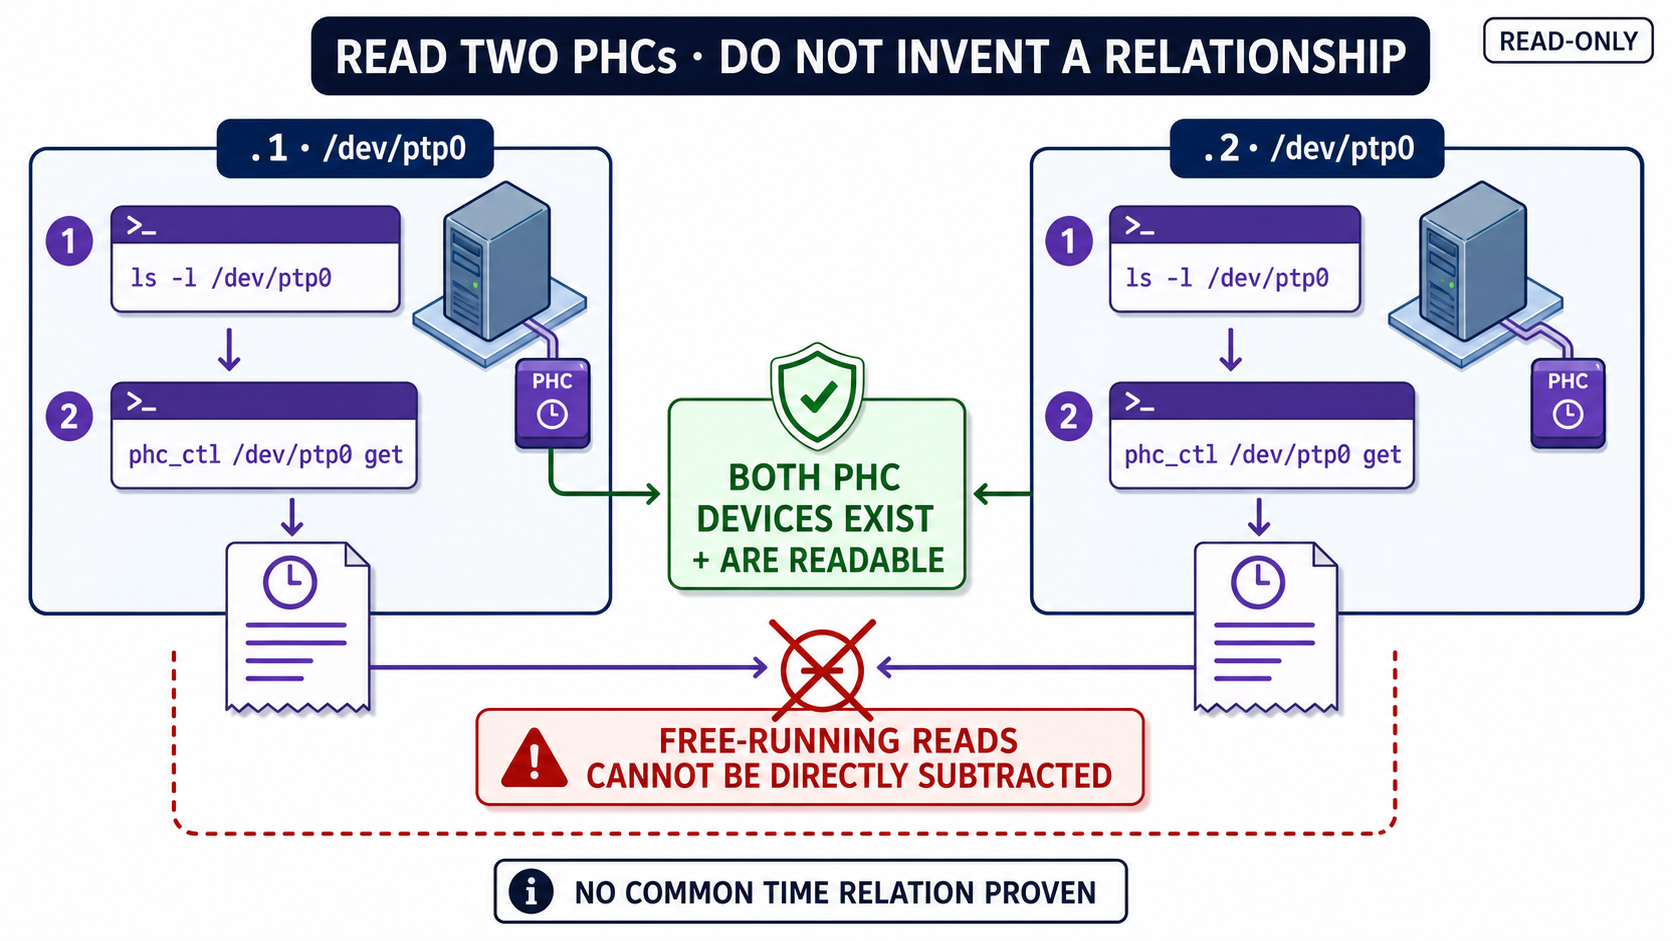 READ TWO PHCs · DO NOT INVENT A RELATIONSHIP
READ-ONLY
.1 · /dev/ptp0
1
>_
ls -l /dev/ptp0
2
>_
phc_ctl /dev/ptp0 get
PHC
.2 · /dev/ptp0
1
>_
ls -l /dev/ptp0
2
>_
phc_ctl /dev/ptp0 get
PHC
BOTH PHC
DEVICES EXIST
+ ARE READABLE
FREE-RUNNING READS
CANNOT BE DIRECTLY SUBTRACTED
NO COMMON TIME RELATION PROVEN